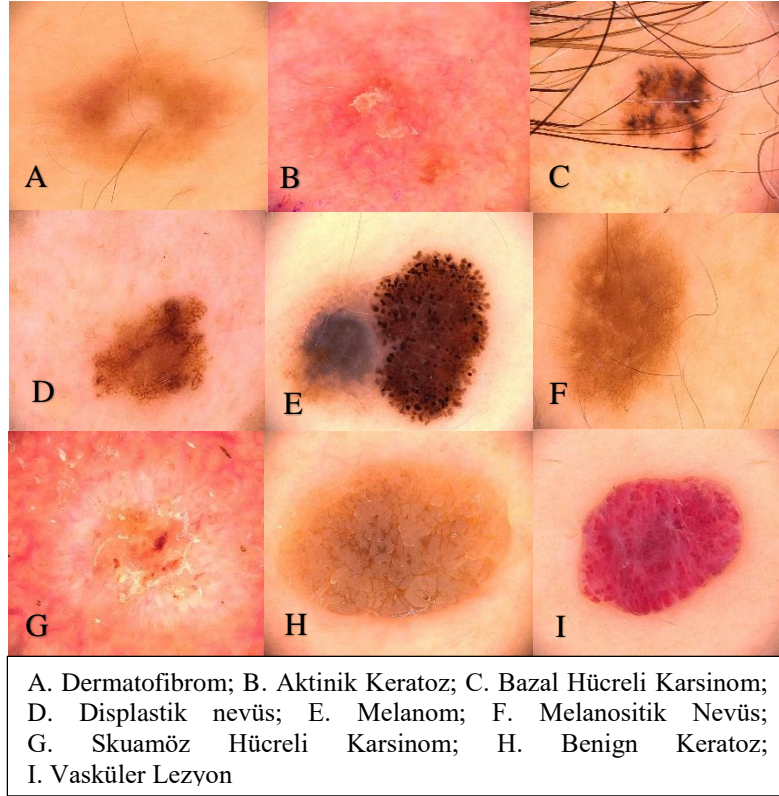 A
B
C
D
E
F
G
H
I
A. Dermatofibrom; B. Aktinik Keratoz; C. Bazal Hücreli Karsinom;
D. Displastik nevüs; E. Melanom; F. Melanositik Nevüs;
G. Skuamöz Hücreli Karsinom; H. Benign Keratoz;
I. Vasküler Lezyon